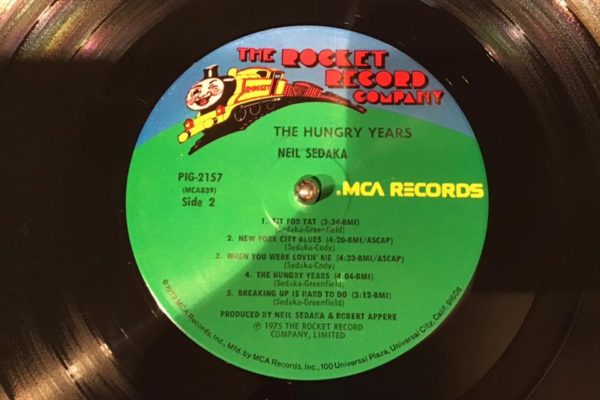 THE ROCKET
RECORD
COMPANY
ROCKET
THE HUNGRY YEARS
NEIL SEDAKA
PIG-2157
(MCA839)
Side 2
.MCA RECORDS
1. TIT FOR TAT (3:34-BMI)
(Sedaka-Greenfield)
2. NEW YORK CITY BLUES (4:20-BMI/ASCAP)
(Sedaka-Cody)
3. WHEN YOU WERE LOVIN' ME (4:33-BMI/ASCAP)
(Sedaka-Cody)
4. THE HUNGRY YEARS (4:04-BMI)
(Sedaka-Greenfield)
5. BREAKING UP IS HARD TO DO (3:12-BMI)
(Sedaka-Greenfield)
PRODUCED BY NEIL SEDAKA & ROBERT APPERE
℗ 1975 THE ROCKET RECORD
COMPANY, LIMITED
MCA Records, Inc., Mfd. by MCA Records, Inc., 100 Universal Plaza, Universal City, Calif. 91608